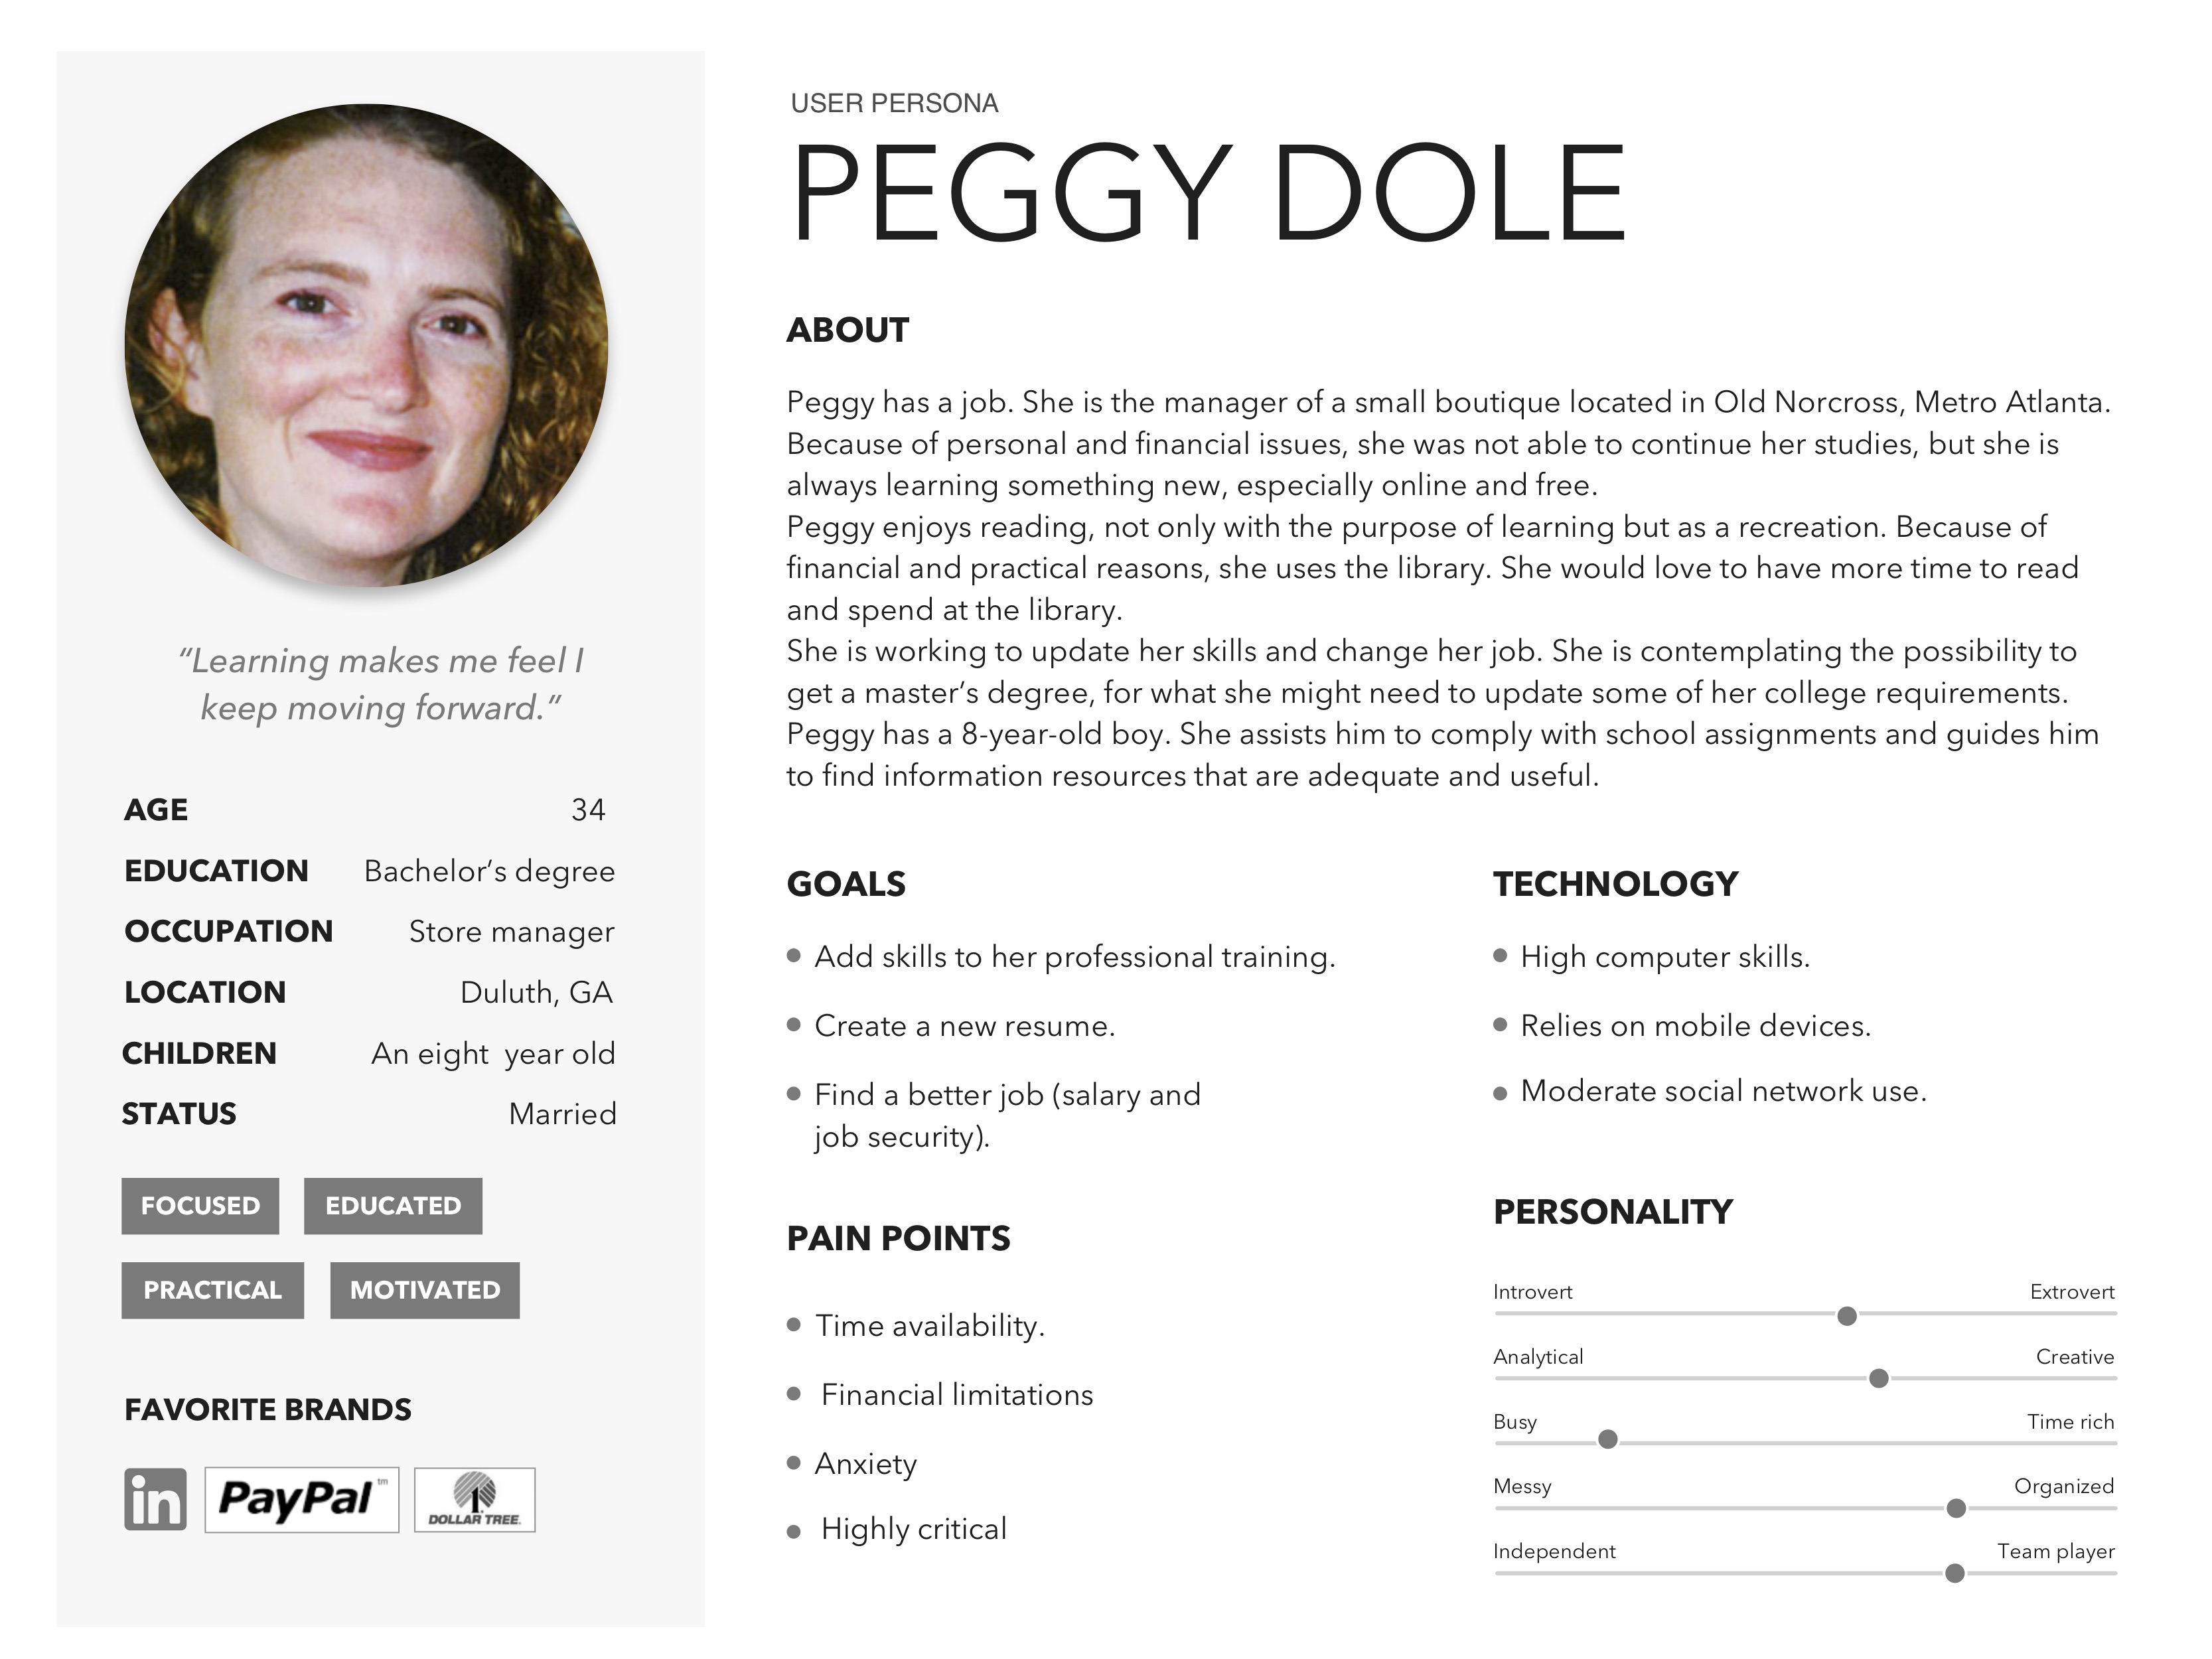 “Learning makes me feel I
keep moving forward.”
AGE 34
EDUCATION Bachelor’s degree
OCCUPATION Store manager
LOCATION Duluth, GA
CHILDREN An eight  year old
STATUS Married
FOCUSED EDUCATED
PRACTICAL MOTIVATED
FAVORITE BRANDS
in PayPal tm DOLLAR TREE.
USER PERSONA
PEGGY DOLE
ABOUT
Peggy has a job. She is the manager of a small boutique located in Old Norcross, Metro Atlanta.
Because of personal and financial issues, she was not able to continue her studies, but she is
always learning something new, especially online and free.
Peggy enjoys reading, not only with the purpose of learning but as a recreation. Because of
financial and practical reasons, she uses the library. She would love to have more time to read
and spend at the library.
She is working to update her skills and change her job. She is contemplating the possibility to
get a master’s degree, for what she might need to update some of her college requirements.
Peggy has a 8-year-old boy. She assists him to comply with school assignments and guides him
to find information resources that are adequate and useful.
GOALS
Add skills to her professional training.
Create a new resume.
Find a better job (salary and
job security).
PAIN POINTS
Time availability.
Financial limitations
Anxiety
Highly critical
TECHNOLOGY
High computer skills.
Relies on mobile devices.
Moderate social network use.
PERSONALITY
Introvert Extrovert
Analytical Creative
Busy Time rich
Messy Organized
Independent Team player